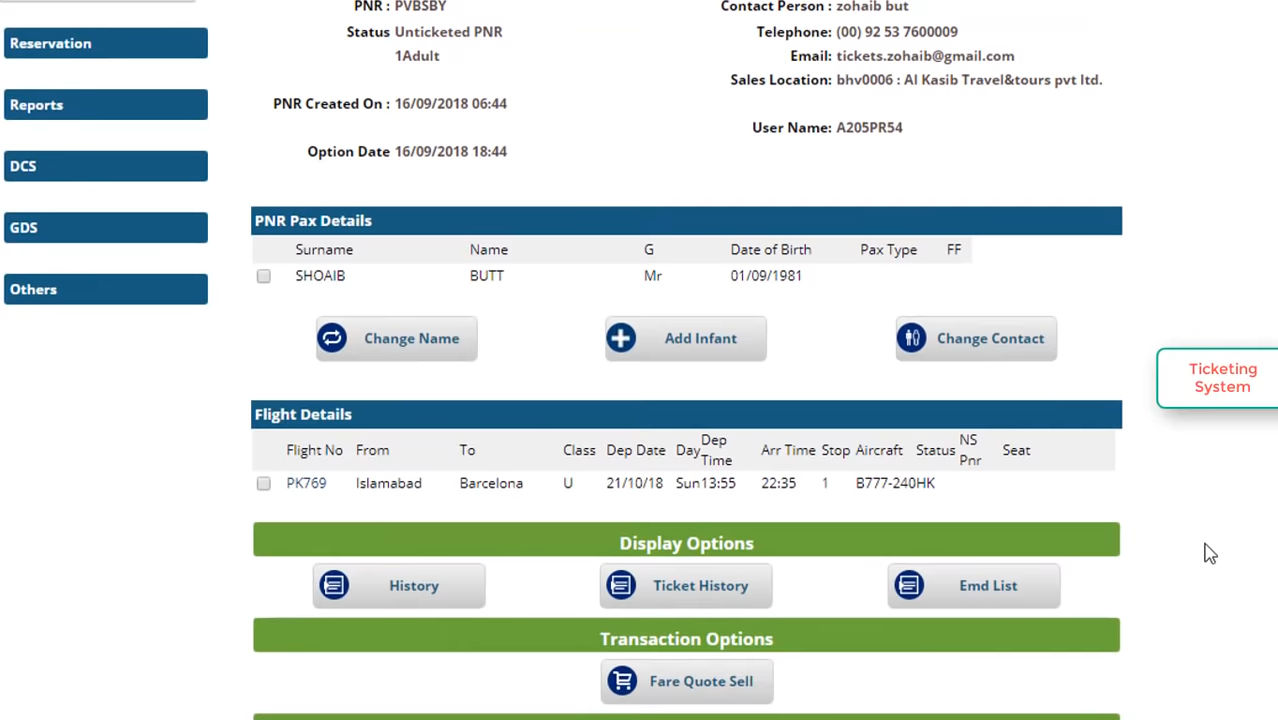 PNR : PVBSBY
Contact Person : zohaib but
Reservation
Status Unticketed PNR
Telephone: (00) 92 53 7600009
1Adult
Email: tickets.zohaib@gmail.com
Sales Location: bhv0006 : Al Kasib Travel&tours pvt ltd.
Reports
PNR Created On : 16/09/2018 06:44
User Name: A205PR54
Option Date 16/09/2018 18:44
DCS
GDS
Others
PNR Pax Details
Surname Name G Date of Birth Pax Type FF
SHOAIB BUTT Mr 01/09/1981
Change Name Add Infant Change Contact
Ticketing
System
Flight Details
Flight No From To Class Dep Date Day Dep Time Arr Time Stop Aircraft Status NS Pnr Seat
PK769 Islamabad Barcelona U 21/10/18 Sun 13:55 22:35 1 B777-240 HK
Display Options
History Ticket History Emd List
Transaction Options
Fare Quote Sell